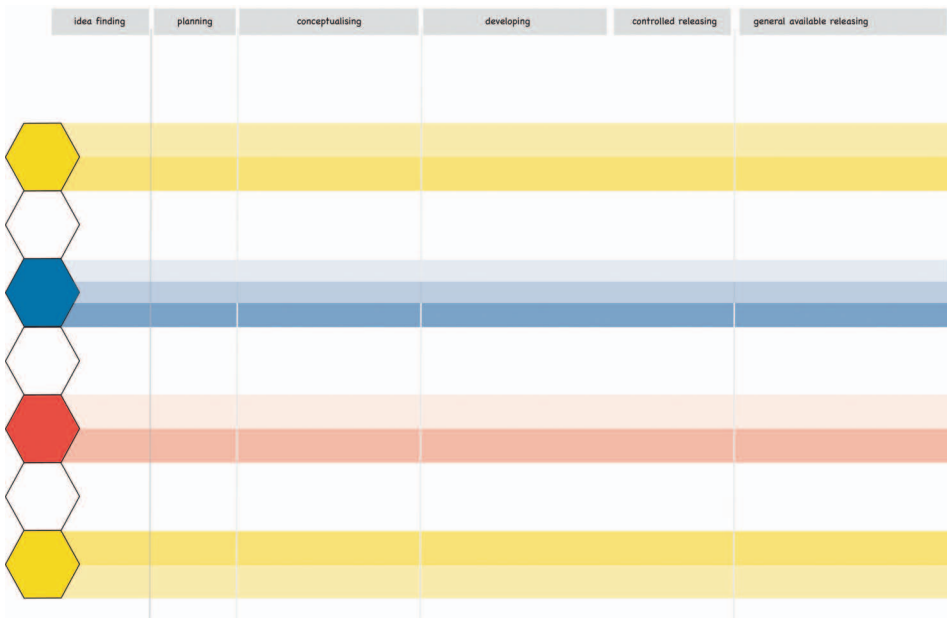 idea finding
planning
conceptualising
developing
controlled releasing
general available releasing